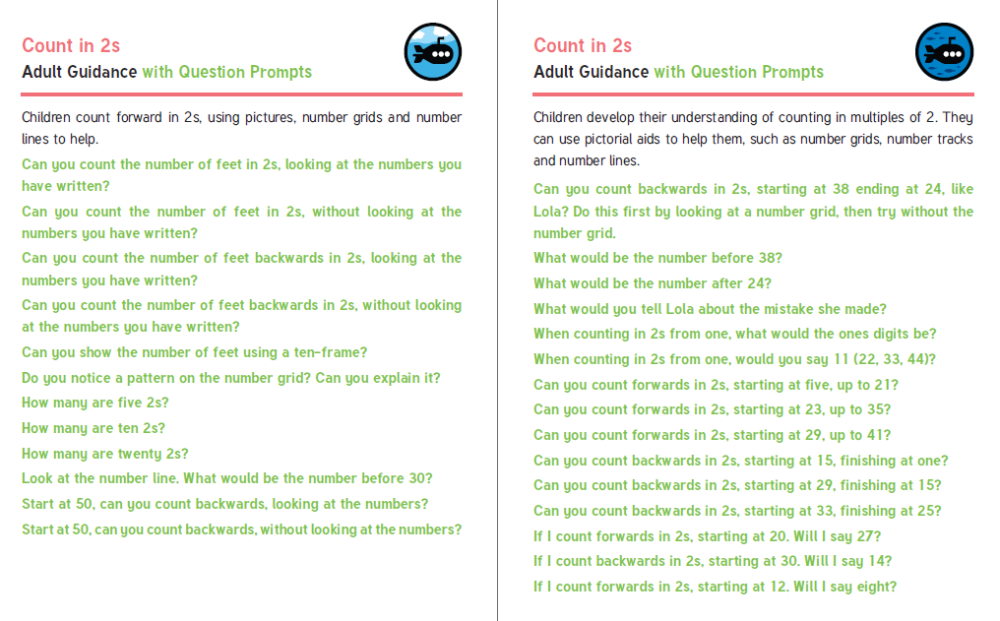 Count in 2s
Adult Guidance with Question Prompts
Children count forward in 2s, using pictures, number grids and number
lines to help.
Can you count the number of feet in 2s, looking at the numbers you
have written?
Can you count the number of feet in 2s, without looking at the
numbers you have written?
Can you count the number of feet backwards in 2s, looking at the
numbers you have written?
Can you count the number of feet backwards in 2s, without looking
at the numbers you have written?
Can you show the number of feet using a ten-frame?
Do you notice a pattern on the number grid? Can you explain it?
How many are five 2s?
How many are ten 2s?
How many are twenty 2s?
Look at the number line. What would be the number before 30?
Start at 50, can you count backwards, looking at the numbers?
Start at 50, can you count backwards, without looking at the numbers?
Count in 2s
Adult Guidance with Question Prompts
Children develop their understanding of counting in multiples of 2. They
can use pictorial aids to help them, such as number grids, number tracks
and number lines.
Can you count backwards in 2s, starting at 38 ending at 24, like
Lola? Do this first by looking at a number grid, then try without the
number grid.
What would be the number before 38?
What would be the number after 24?
What would you tell Lola about the mistake she made?
When counting in 2s from one, what would the ones digits be?
When counting in 2s from one, would you say 11 (22, 33, 44)?
Can you count forwards in 2s, starting at five, up to 21?
Can you count forwards in 2s, starting at 23, up to 35?
Can you count forwards in 2s, starting at 29, up to 41?
Can you count backwards in 2s, starting at 15, finishing at one?
Can you count backwards in 2s, starting at 29, finishing at 15?
Can you count backwards in 2s, starting at 33, finishing at 25?
If I count forwards in 2s, starting at 20. Will I say 27?
If I count backwards in 2s, starting at 30. Will I say 14?
If I count forwards in 2s, starting at 12. Will I say eight?